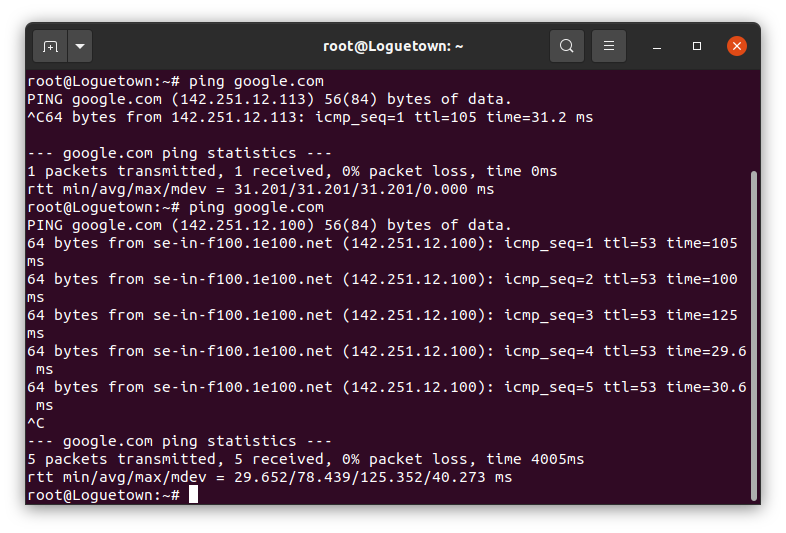 root@Loguetown: ~
root@Loguetown:~# ping google.com
PING google.com (142.251.12.113) 56(84) bytes of data.
^C64 bytes from 142.251.12.113: icmp_seq=1 ttl=105 time=31.2 ms

--- google.com ping statistics ---
1 packets transmitted, 1 received, 0% packet loss, time 0ms
rtt min/avg/max/mdev = 31.201/31.201/31.201/0.000 ms
root@Loguetown:~# ping google.com
PING google.com (142.251.12.100) 56(84) bytes of data.
64 bytes from se-in-f100.1e100.net (142.251.12.100): icmp_seq=1 ttl=53 time=105
ms
64 bytes from se-in-f100.1e100.net (142.251.12.100): icmp_seq=2 ttl=53 time=100
ms
64 bytes from se-in-f100.1e100.net (142.251.12.100): icmp_seq=3 ttl=53 time=125
ms
64 bytes from se-in-f100.1e100.net (142.251.12.100): icmp_seq=4 ttl=53 time=29.6
 ms
64 bytes from se-in-f100.1e100.net (142.251.12.100): icmp_seq=5 ttl=53 time=30.6
 ms
^C
--- google.com ping statistics ---
5 packets transmitted, 5 received, 0% packet loss, time 4005ms
rtt min/avg/max/mdev = 29.652/78.439/125.352/40.273 ms
root@Loguetown:~#